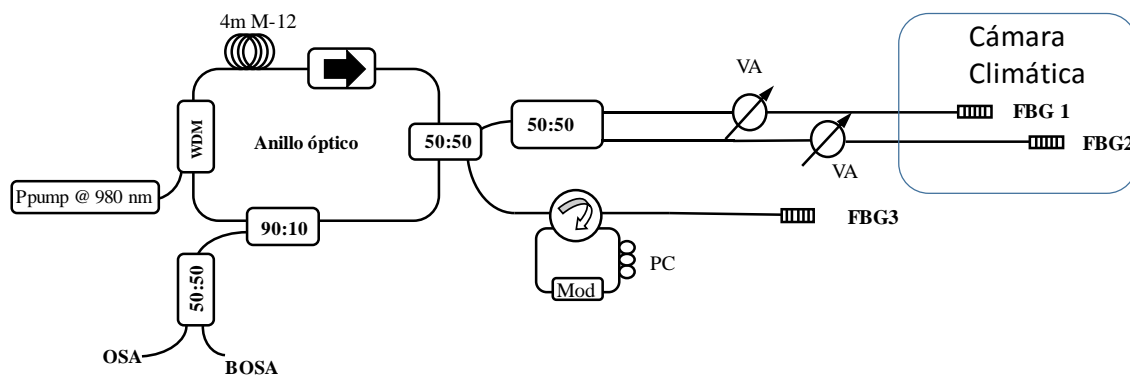 4m M-12
Cámara
Climática
VA
FBG 1
WDM
Anillo óptico
50:50
50:50
FBG2
VA
Ppump @ 980 nm
90:10
FBG3
50:50
PC
Mod
OSA
BOSA